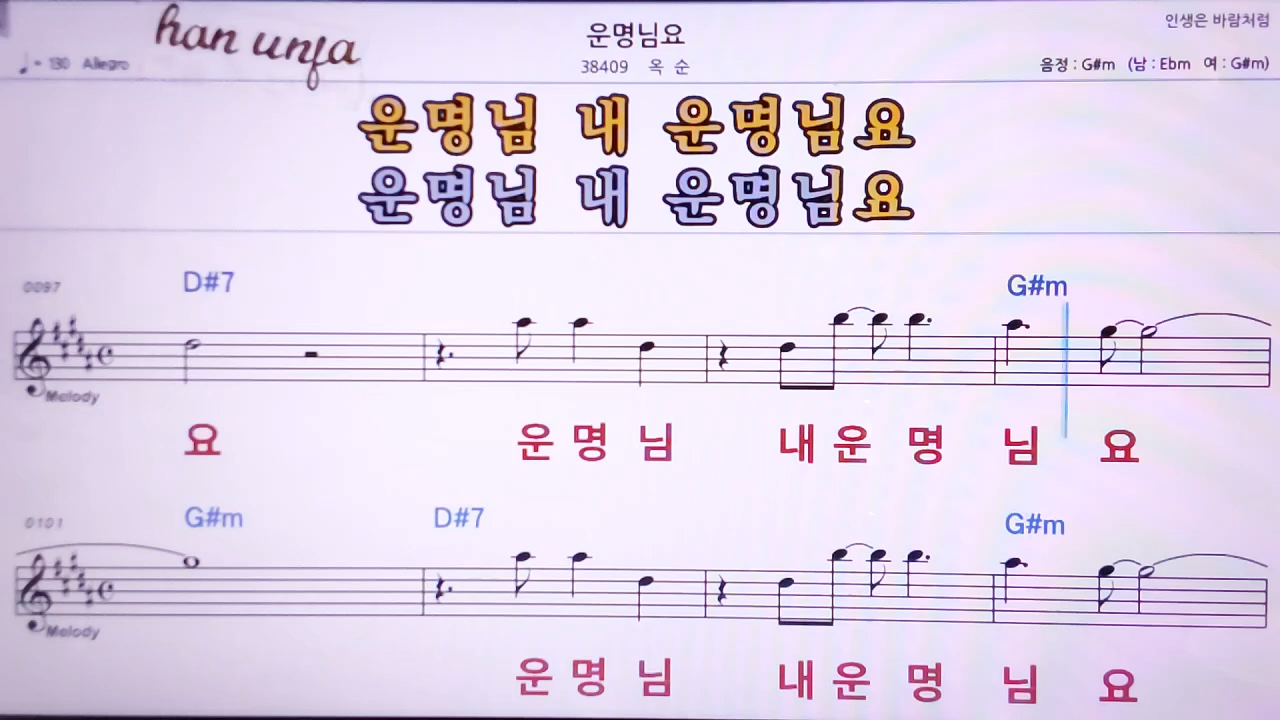 han unfa
운명님요
인생은 바람처럼
♩= 130 Allegro
38409 옥 순
음정 : G#m (남 : Ebm 여 : G#m)
운명님 내 운명님요
운명님 내 운명님요
0097 D#7 G#m
Melody
요 운 명 님 내 운 명 님 요
0101 G#m D#7 G#m
Melody
운 명 님 내 운 명 님 요